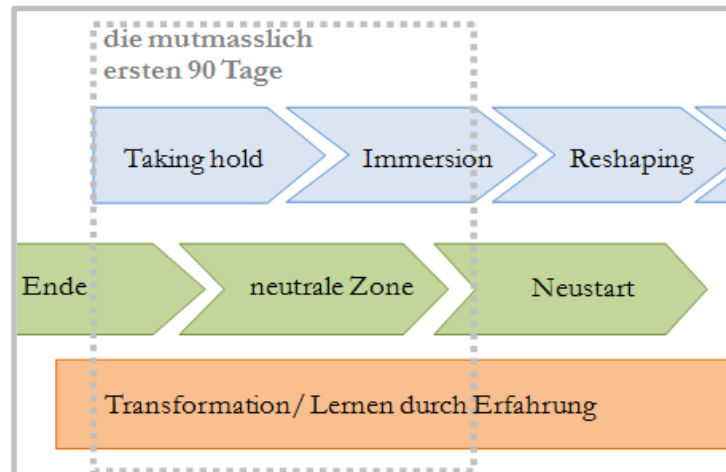 die mutmasslich
ersten 90 Tage
Taking hold
Immersion
Reshaping
Ende
neutrale Zone
Neustart
Transformation/ Lernen durch Erfahrung